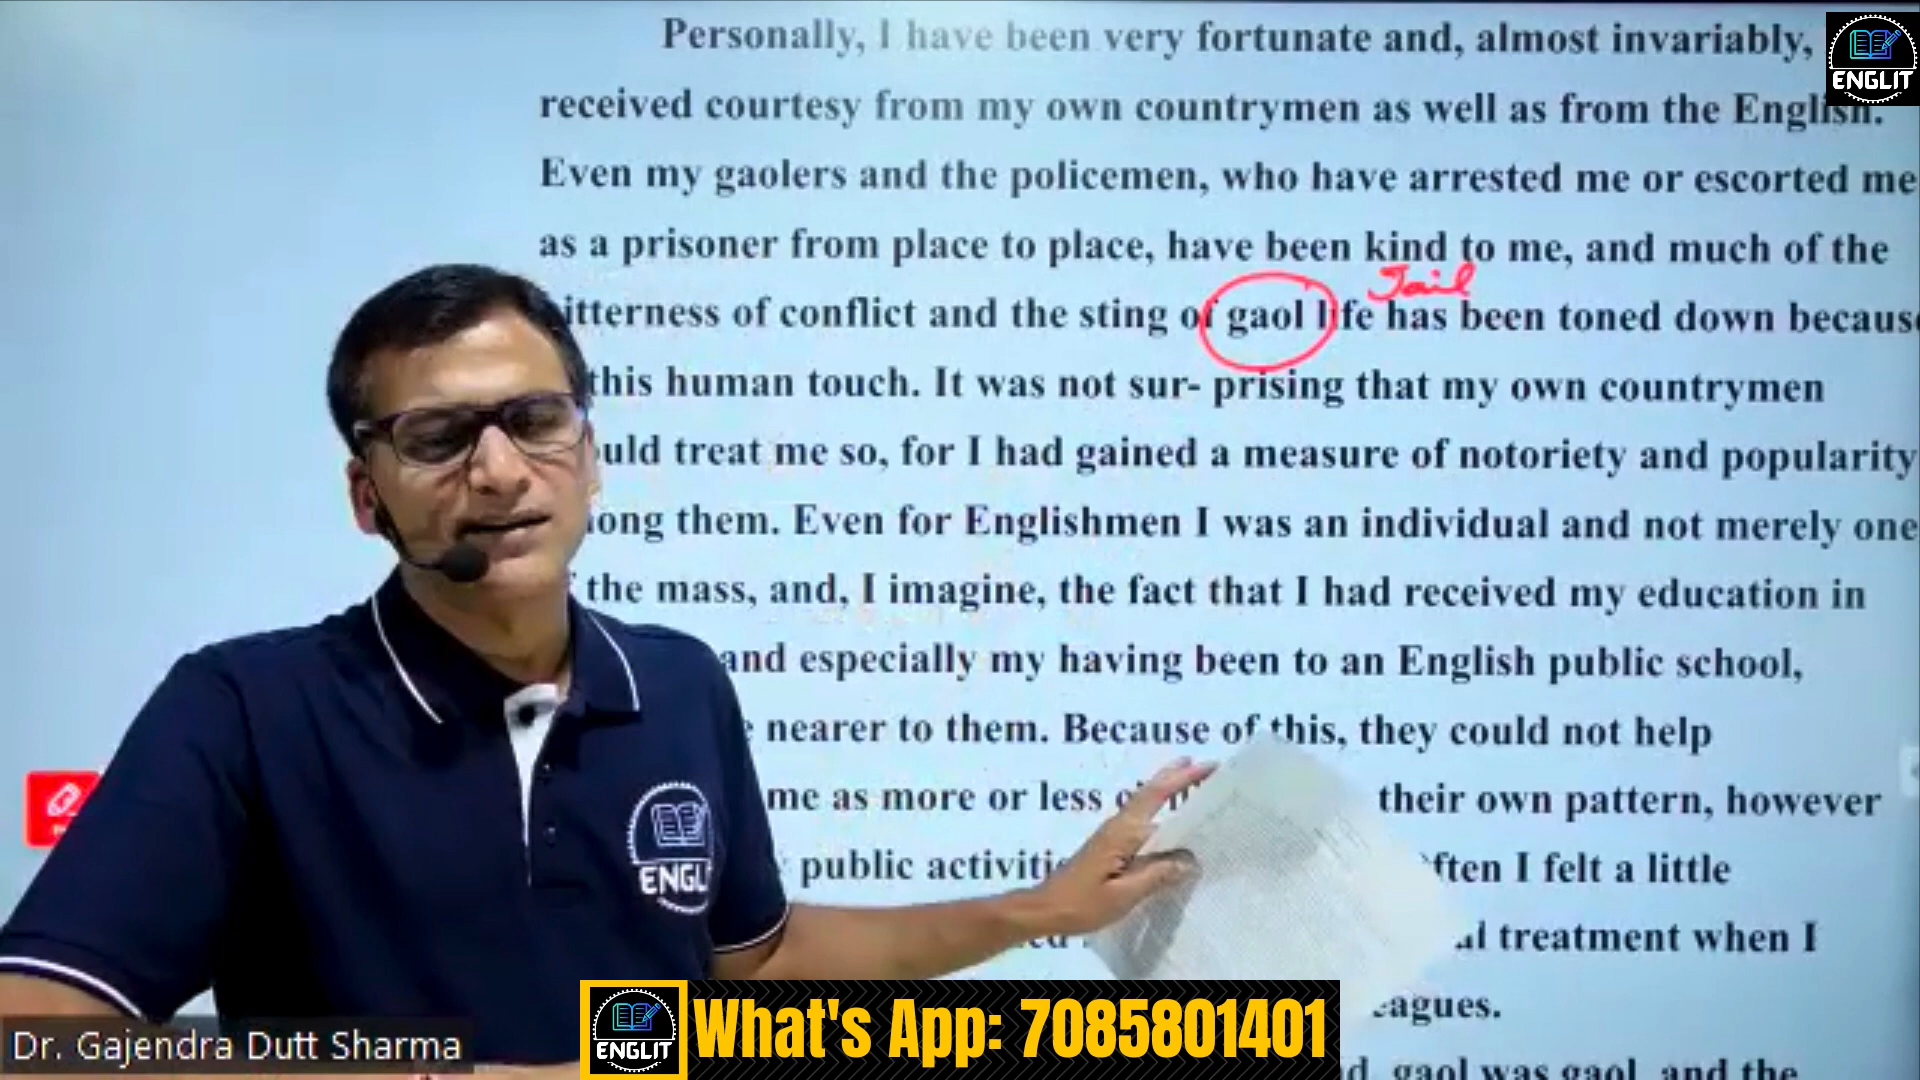 Personally, I have been very fortunate and, almost invariably,
ENGLIT
received courtesy from my own countrymen as well as from the English.
Even my gaolers and the policemen, who have arrested me or escorted me
as a prisoner from place to place, have been kind to me, and much of the
Jail
itterness of conflict and the sting of gaol life has been toned down becaus
this human touch. It was not sur- prising that my own countrymen
uld treat me so, for I had gained a measure of notoriety and popularity
ong them. Even for Englishmen I was an individual and not merely one
the mass, and, I imagine, the fact that I had received my education in
and especially my having been to an English public school,
nearer to them. Because of this, they could not help
me as more or less their own pattern, however
public activiti ften I felt a little
al treatment when I
eagues.
d, gaol was gaol, and the
ENGL
Dr. Gajendra Dutt Sharma
ENGLIT
What's App: 7085801401